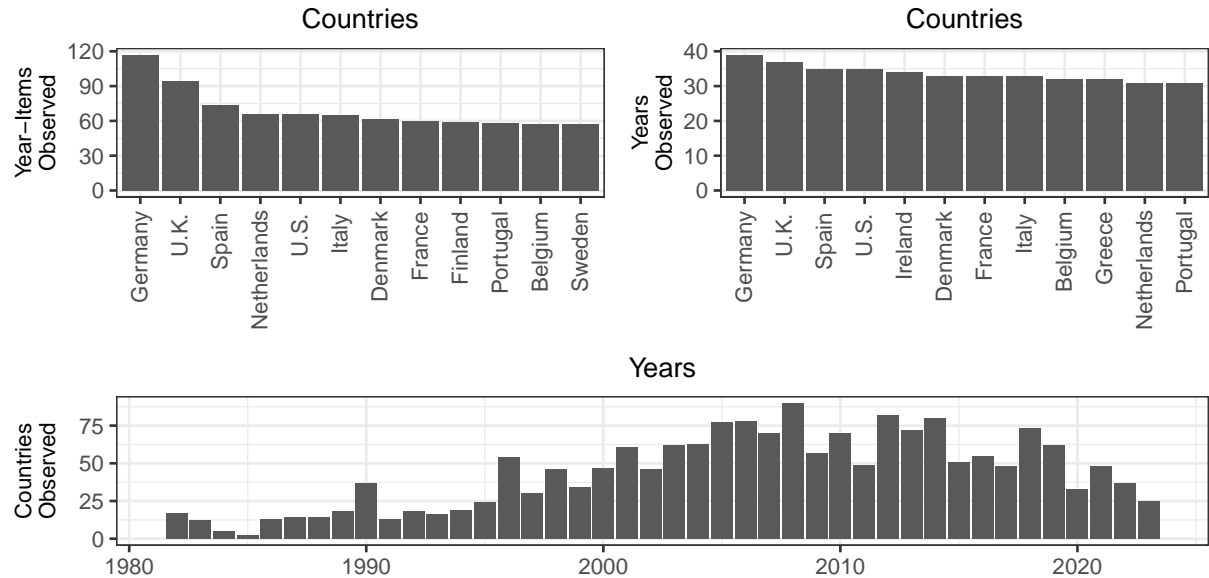 Countries
Year−Items
Observed
120
90
60
30
0
Germany
U.K.
Spain
Netherlands
U.S.
Italy
Denmark
France
Finland
Portugal
Belgium
Sweden
Countries
Years
Observed
40
30
20
10
0
Germany
U.K.
Spain
U.S.
Ireland
Denmark
France
Italy
Belgium
Greece
Netherlands
Portugal
Years
Countries
Observed
75
50
25
0
1980
1990
2000
2010
2020